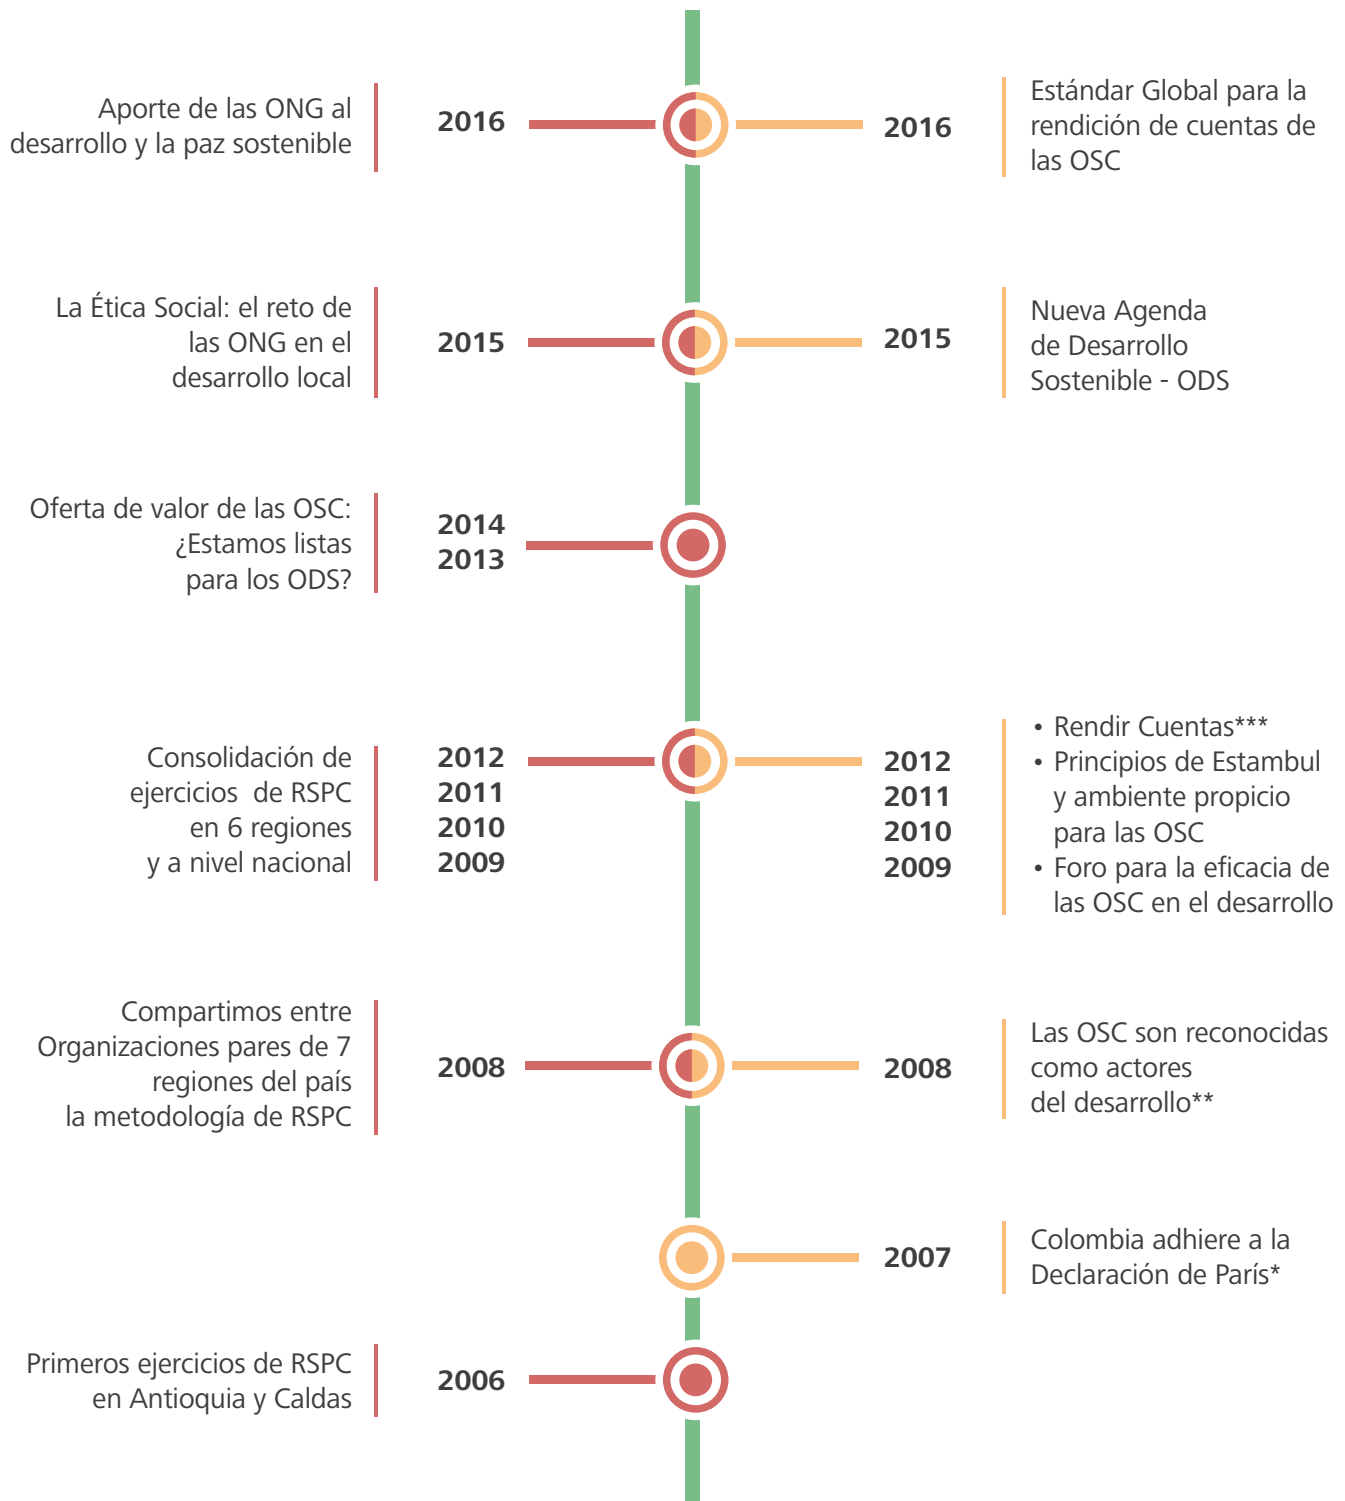 Aporte de las ONG al
desarrollo y la paz sostenible
2016
2016
Estándar Global para la
rendición de cuentas de
las OSC
La Ética Social: el reto de
las ONG en el
desarrollo local
2015
2015
Nueva Agenda
de Desarrollo
Sostenible - ODS
Oferta de valor de las OSC:
¿Estamos listas
para los ODS?
2014
2013
Consolidación de
ejercicios de RSPC
en 6 regiones
y a nivel nacional
2012
2011
2010
2009
2012
2011
2010
2009
• Rendir Cuentas***
• Principios de Estambul
y ambiente propicio
para las OSC
• Foro para la eficacia de
las OSC en el desarrollo
Compartimos entre
Organizaciones pares de 7
regiones del país
la metodología de RSPC
2008
2008
Las OSC son reconocidas
como actores
del desarrollo**
2007
Colombia adhiere a la
Declaración de París*
Primeros ejercicios de RSPC
en Antioquia y Caldas
2006